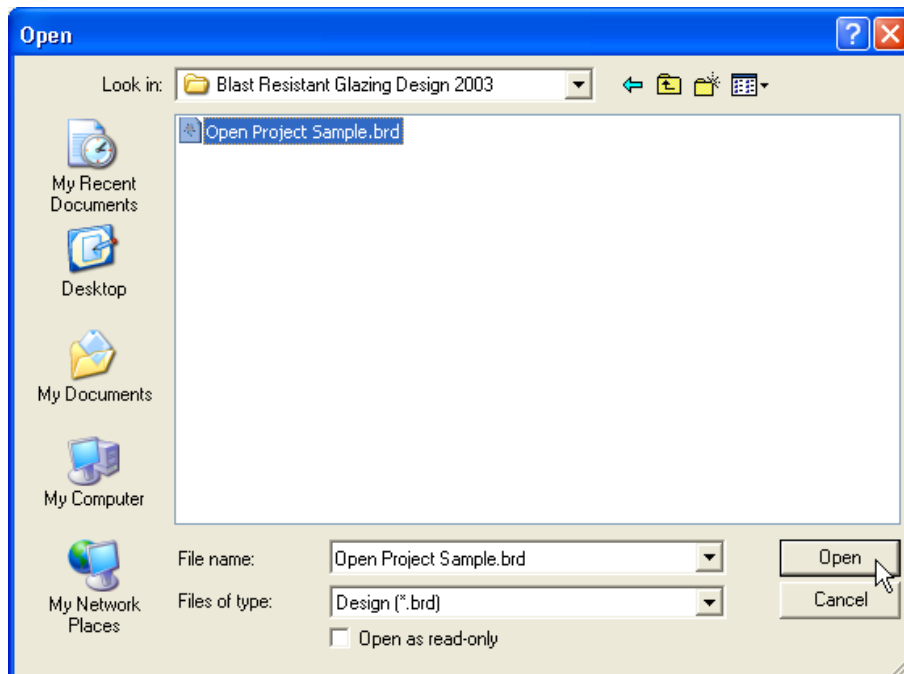 Open
?
X
Look in: Blast Resistant Glazing Design 2003
Open Project Sample.brd
My Recent
Documents
Desktop
My Documents
My Computer
My Network
Places
File name: Open Project Sample.brd Open
Files of type: Design (*.brd) Cancel
Open as read-only